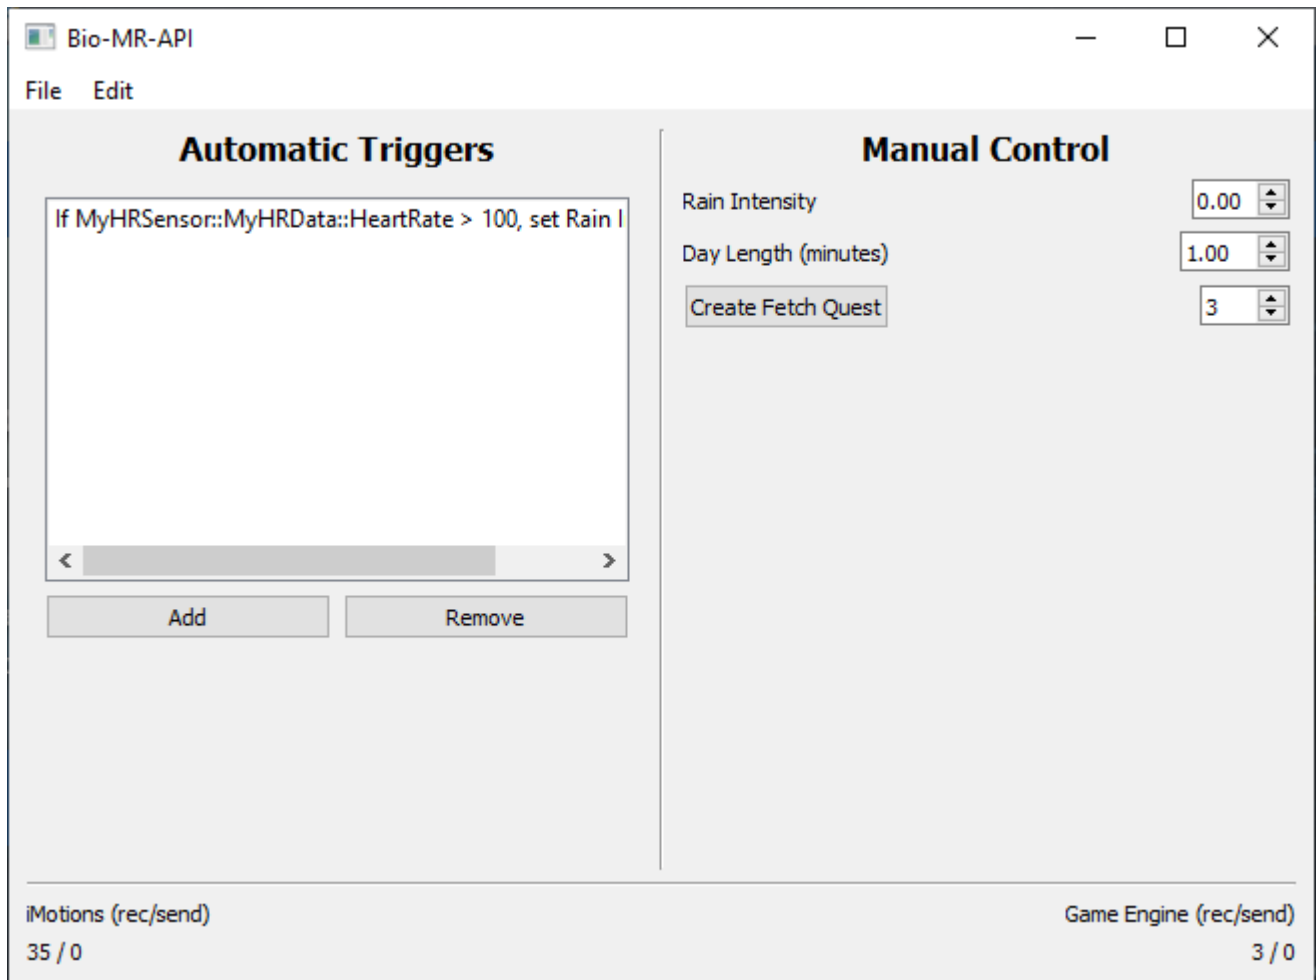 Bio-MR-API
File Edit
Automatic Triggers
If MyHRSensor::MyHRData::HeartRate > 100, set Rain
Add Remove
Manual Control
Rain Intensity 0.00
Day Length (minutes) 1.00
Create Fetch Quest 3
iMotions (rec/send)
35 / 0
Game Engine (rec/send)
3 / 0